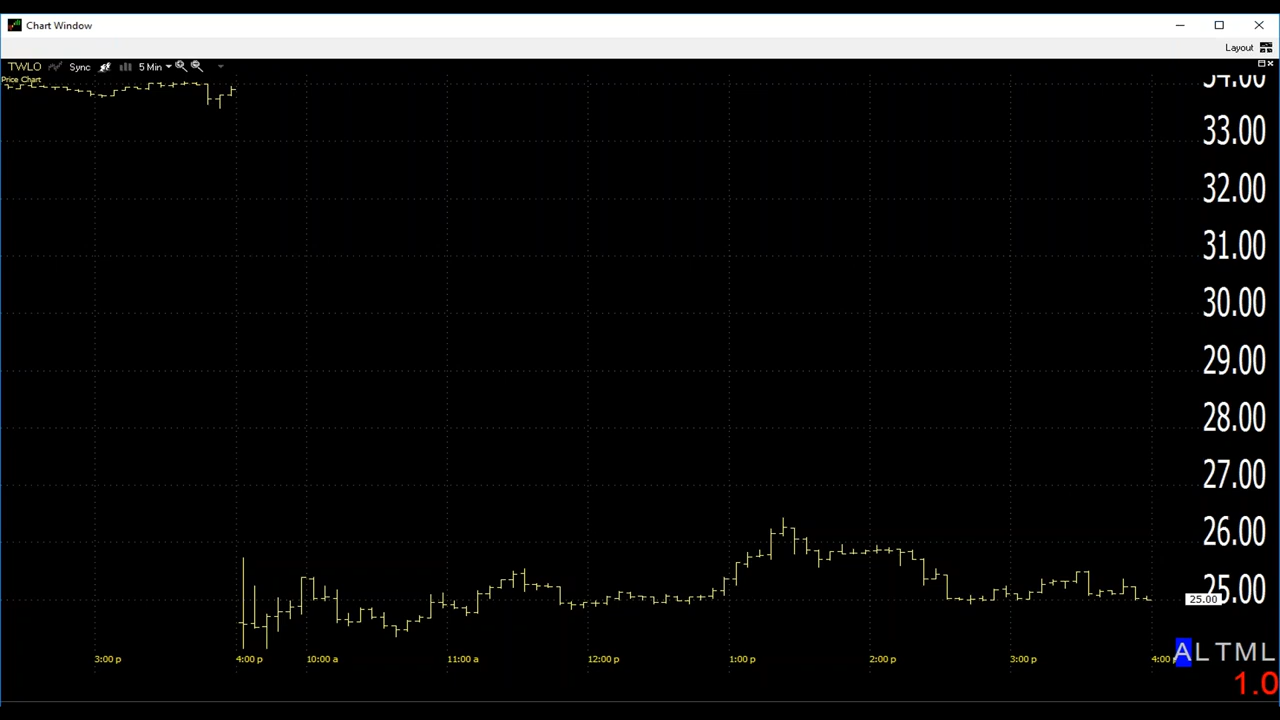 Chart Window
Layout
TWLO Sync 5 Min
Price Chart
34.00
33.00
32.00
31.00
30.00
29.00
28.00
27.00
26.00
25.00
25.00
3:00 p 4:00 p 10:00 a 11:00 a 12:00 p 1:00 p 2:00 p 3:00 p 4:00 p
A L T M L
1.0